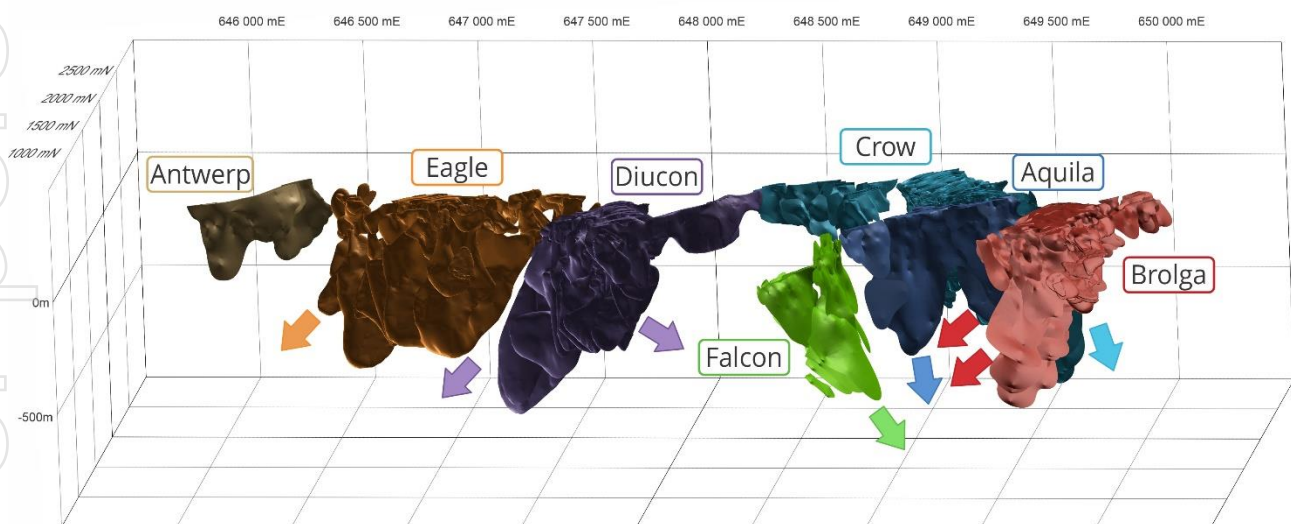 646 000 mE 646 500 mE 647 000 mE 647 500 mE 648 000 mE 648 500 mE 649 000 mE 649 500 mE 650 000 mE
2500 mN
2000 mN
1500 mN
1000 mN
Crow
Antwerp
Eagle
Diucon
Aquila
Brolga
0m
Falcon
-500m